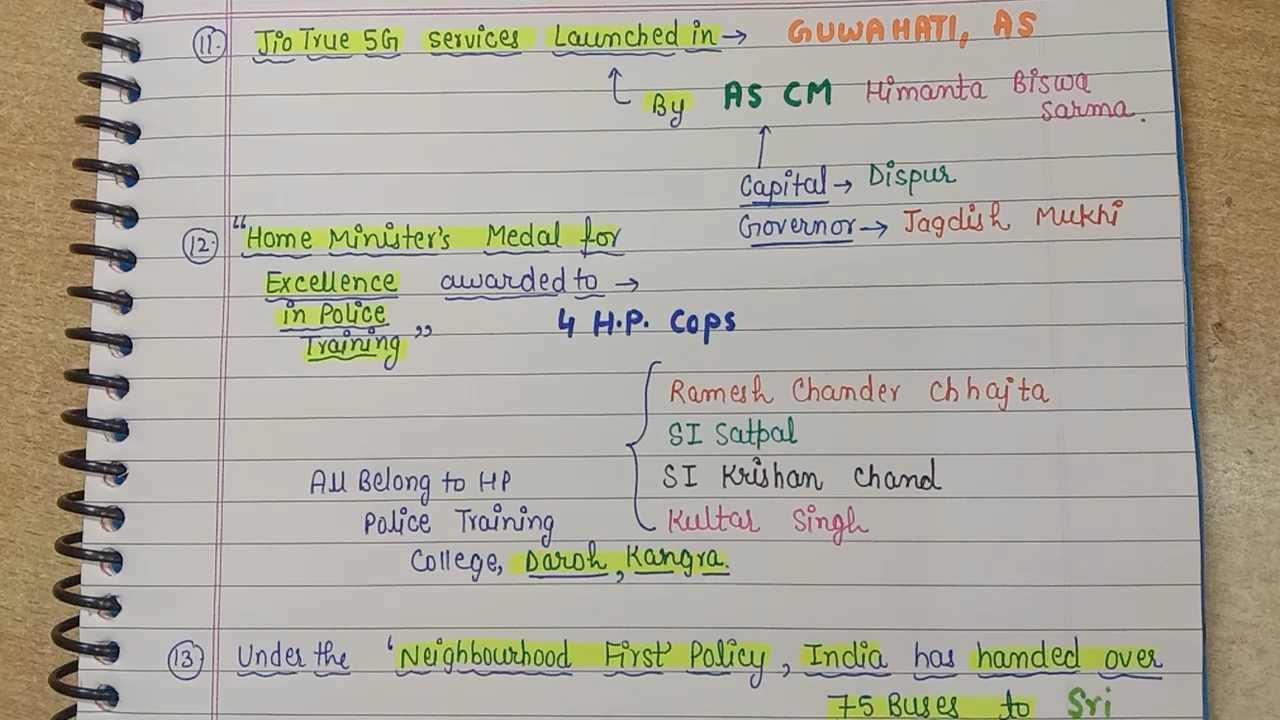 11. Jio True 5G services Launched in → GUWAHATI, AS
By AS CM Himanta Biswa
Sarma.
Capital → Dispur
Governor → Jagdish Mukhi
12. "Home Minister's Medal for
Excellence awarded to →
in Police
Training"
4 H.P. Cops
Ramesh Chander Chhajta
SI Satpal
SI Krishan Chand
Kultar Singh
All Belong to HP
Police Training
College, Daroh, Kangra.
13 Under the 'Neighbourhood First' Policy, India has handed over
75 Buses to Sri